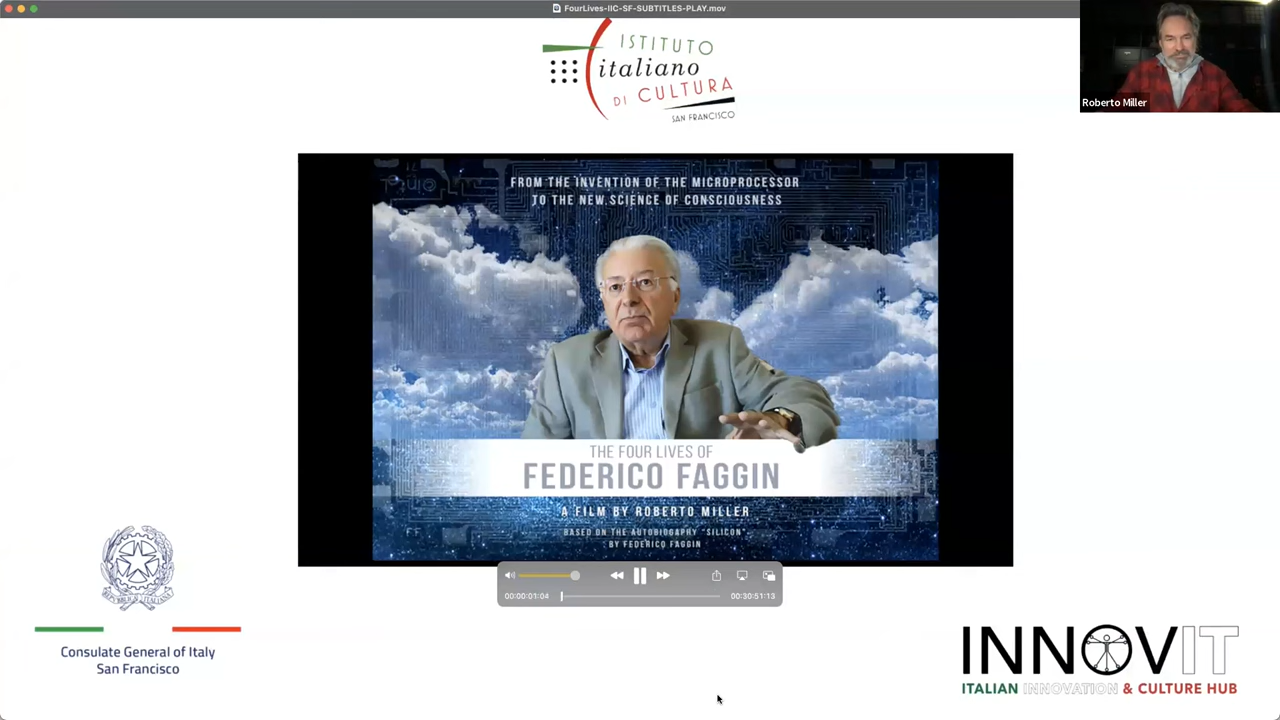 FourLives-IIC-SF-SUBTITLES-PLAY.mov
ISTITUTO
italiano
DI CULTURA
SAN FRANCISCO
Roberto Miller
FROM THE INVENTION OF THE MICROPROCESSOR
TO THE NEW SCIENCE OF CONSCIOUSNESS
THE FOUR LIVES OF
FEDERICO FAGGIN
A FILM BY ROBERTO MILLER
BASED ON THE AUTOBIOGRAPHY "SILICON"
BY FEDERICO FAGGIN
00:00:01:04
00:30:51:13
Consulate General of Italy
San Francisco
INNOVIT
ITALIAN INNOVATION & CULTURE HUB